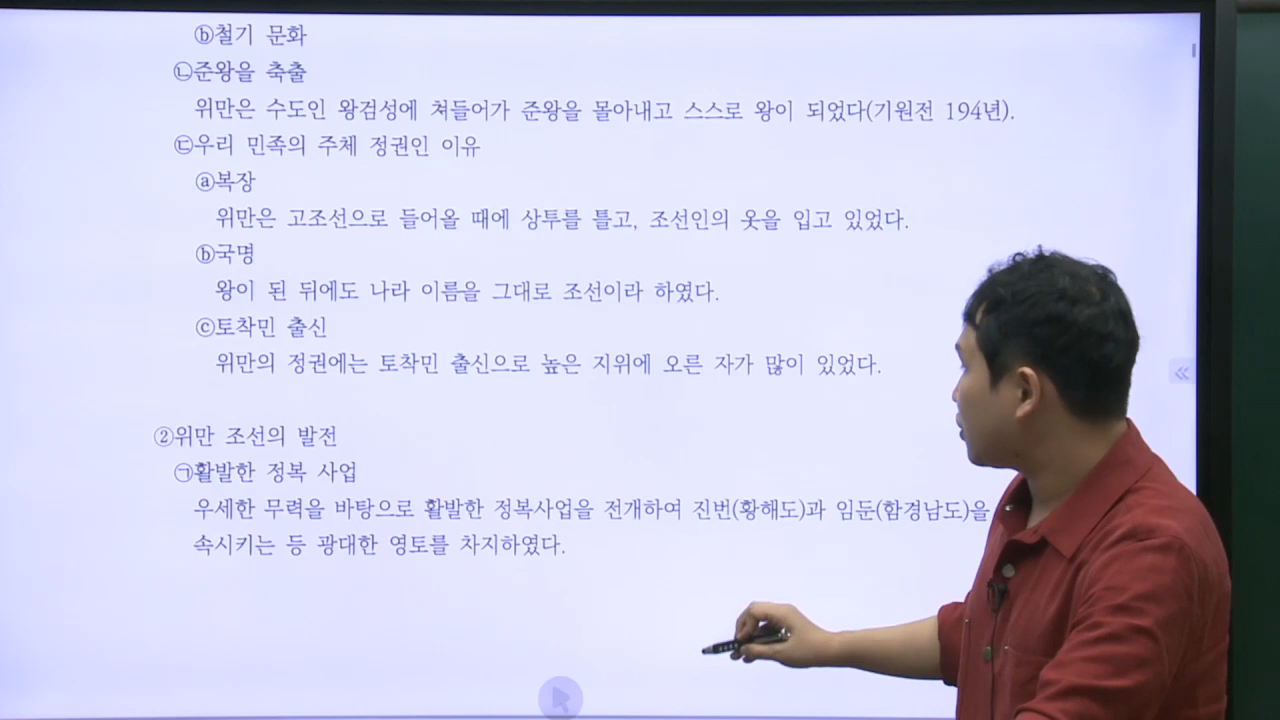 ⓑ철기 문화
㉡준왕을 축출
위만은 수도인 왕검성에 쳐들어가 준왕을 몰아내고 스스로 왕이 되었다(기원전 194년).
㉢우리 민족의 주체 정권인 이유
ⓐ복장
위만은 고조선으로 들어올 때에 상투를 틀고, 조선인의 옷을 입고 있었다.
ⓑ국명
왕이 된 뒤에도 나라 이름을 그대로 조선이라 하였다.
ⓒ토착민 출신
위만의 정권에는 토착민 출신으로 높은 지위에 오른 자가 많이 있었다.
②위만 조선의 발전
㉠활발한 정복 사업
우세한 무력을 바탕으로 활발한 정복사업을 전개하여 진번(황해도)과 임둔(함경남도)을
속시키는 등 광대한 영토를 차지하였다.